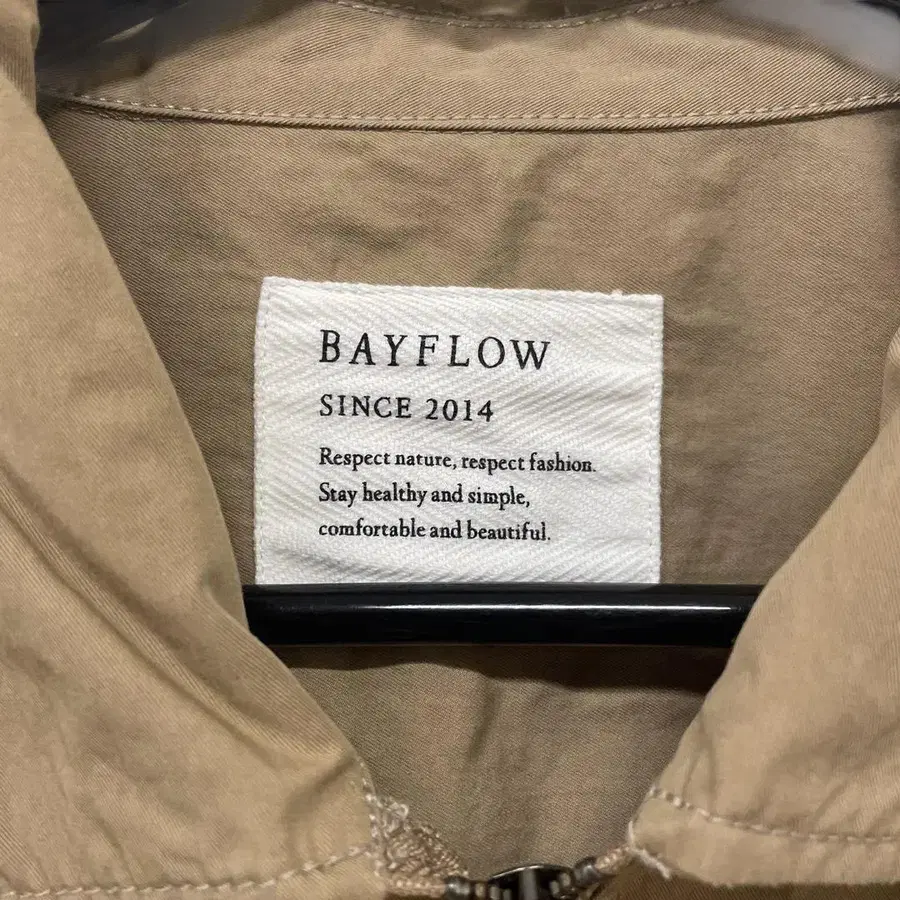 BAYFLOW
SINCE 2014
Respect nature, respect fashion.
Stay healthy and simple,
comfortable and beautiful.